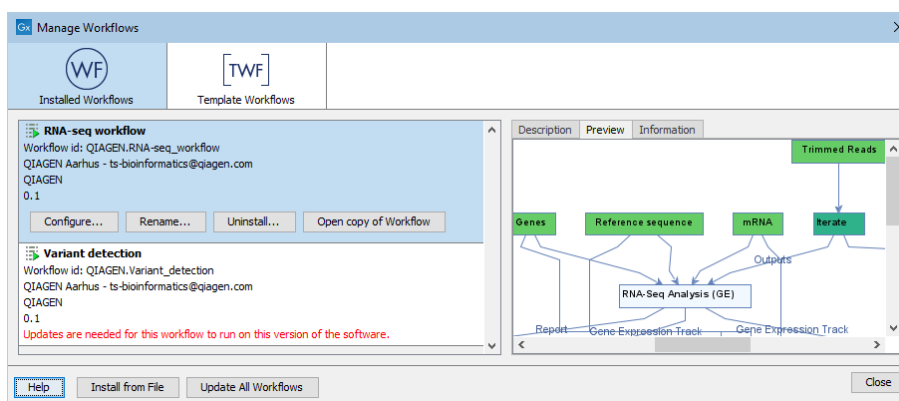 Gx Manage Workflows
WF
TWF
Installed Workflows
Template Workflows
RNA-seq workflow
Workflow id: QIAGEN.RNA-seq_workflow
QIAGEN Aarhus - ts-bioinformatics@qiagen.com
QIAGEN
0.1
Configure... Rename... Uninstall... Open copy of Workflow
Variant detection
Workflow id: QIAGEN.Variant_detection
QIAGEN Aarhus - ts-bioinformatics@qiagen.com
QIAGEN
0.1
Updates are needed for this workflow to run on this version of the software.
Description Preview Information
Trimmed Reads
Genes Reference sequence mRNA Iterate
Outputs
RNA-Seq Analysis (GE)
Report Gene Expression Track Gene Expression Track
Help Install from File Update All Workflows Close